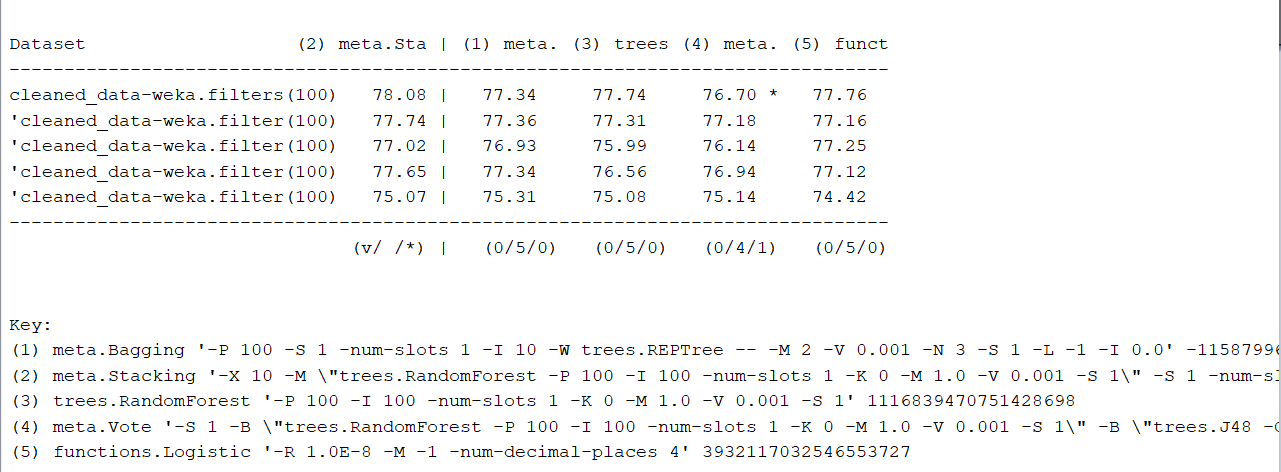 Dataset                   (2) meta.Sta | (1) meta. (3) trees (4) meta. (5) funct
--------------------------------------------------------------------------------
cleaned_data-weka.filters(100)   78.08 |   77.34     77.74     76.70 *   77.76
'cleaned_data-weka.filter(100)   77.74 |   77.36     77.31     77.18     77.16
'cleaned_data-weka.filter(100)   77.02 |   76.93     75.99     76.14     77.25
'cleaned_data-weka.filter(100)   77.65 |   77.34     76.56     76.94     77.12
'cleaned_data-weka.filter(100)   75.07 |   75.31     75.08     75.14     74.42
--------------------------------------------------------------------------------
(v/ /*) |   (0/5/0)   (0/5/0)   (0/4/1)   (0/5/0)
Key:
(1) meta.Bagging '-P 100 -S 1 -num-slots 1 -I 10 -W trees.REPTree -- -M 2 -V 0.001 -N 3 -S 1 -L -1 -I 0.0' -11587996
(2) meta.Stacking '-X 10 -M \"trees.RandomForest -P 100 -I 100 -num-slots 1 -K 0 -M 1.0 -V 0.001 -S 1\" -S 1 -num-sl
(3) trees.RandomForest '-P 100 -I 100 -num-slots 1 -K 0 -M 1.0 -V 0.001 -S 1' 1116839470751428698
(4) meta.Vote '-S 1 -B \"trees.RandomForest -P 100 -I 100 -num-slots 1 -K 0 -M 1.0 -V 0.001 -S 1\" -B \"trees.J48 -C
(5) functions.Logistic '-R 1.0E-8 -M -1 -num-decimal-places 4' 3932117032546553727